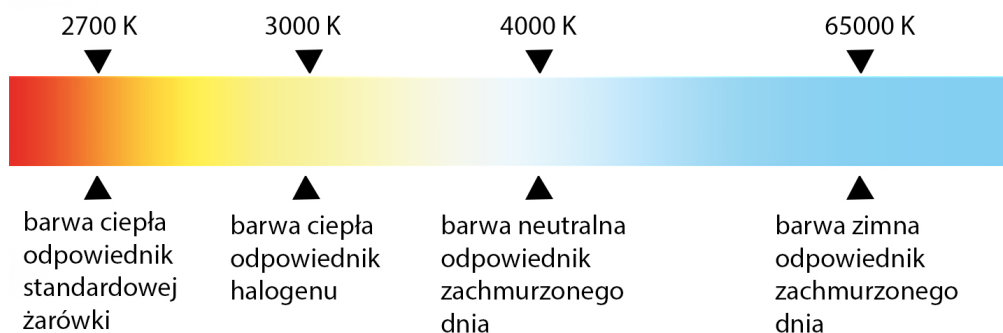 2700 K
3000 K
4000 K
65000 K
barwa ciepła
odpowiednik
standardowej
żarówki
barwa ciepła
odpowiednik
halogenu
barwa neutralna
odpowiednik
zachmurzonego
dnia
barwa zimna
odpowiednik
zachmurzonego
dnia